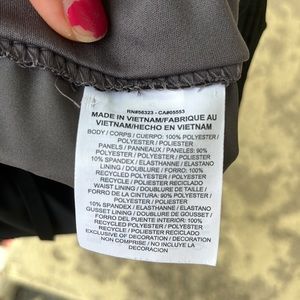 RN#56323 - CA#05553
MADE IN VIETNAM/FABRIQUE AU
VIETNAM/HECHO EN VIETNAM
BODY / CORPS / CUERPO: 100% POLYESTER /
POLYESTER / POLIESTER
PANELS / PANNEAUX / PANELES: 90%
POLYESTER / POLYESTER / POLIESTER
10% SPANDEX / ELASTHANNE / ELASTANO
LINING / DOUBLURE / FORRO: 100%
RECYCLED POLYESTER / POLYESTER
RECYCLE / POLIESTER RECICLADO
WAIST LINING / DOUBLURE DE TAILLE /
FORRO DE LA CINTURA: 90% POLYESTER /
POLYESTER / POLIESTER
10% SPANDEX / ELASTHANNE / ELASTANO
GUSSET LINING / DOUBLURE DE GOUSSET /
FORRO DEL PUENTE INTERIOR: 100%
RECYCLED POLYESTER / POLYESTER
RECYCLE / POLIESTER RECICLADO
EXCLUSIVE OF DECORATION / DECORATION
NON COMPRISE / NO INCLUYE LA
DECORACION